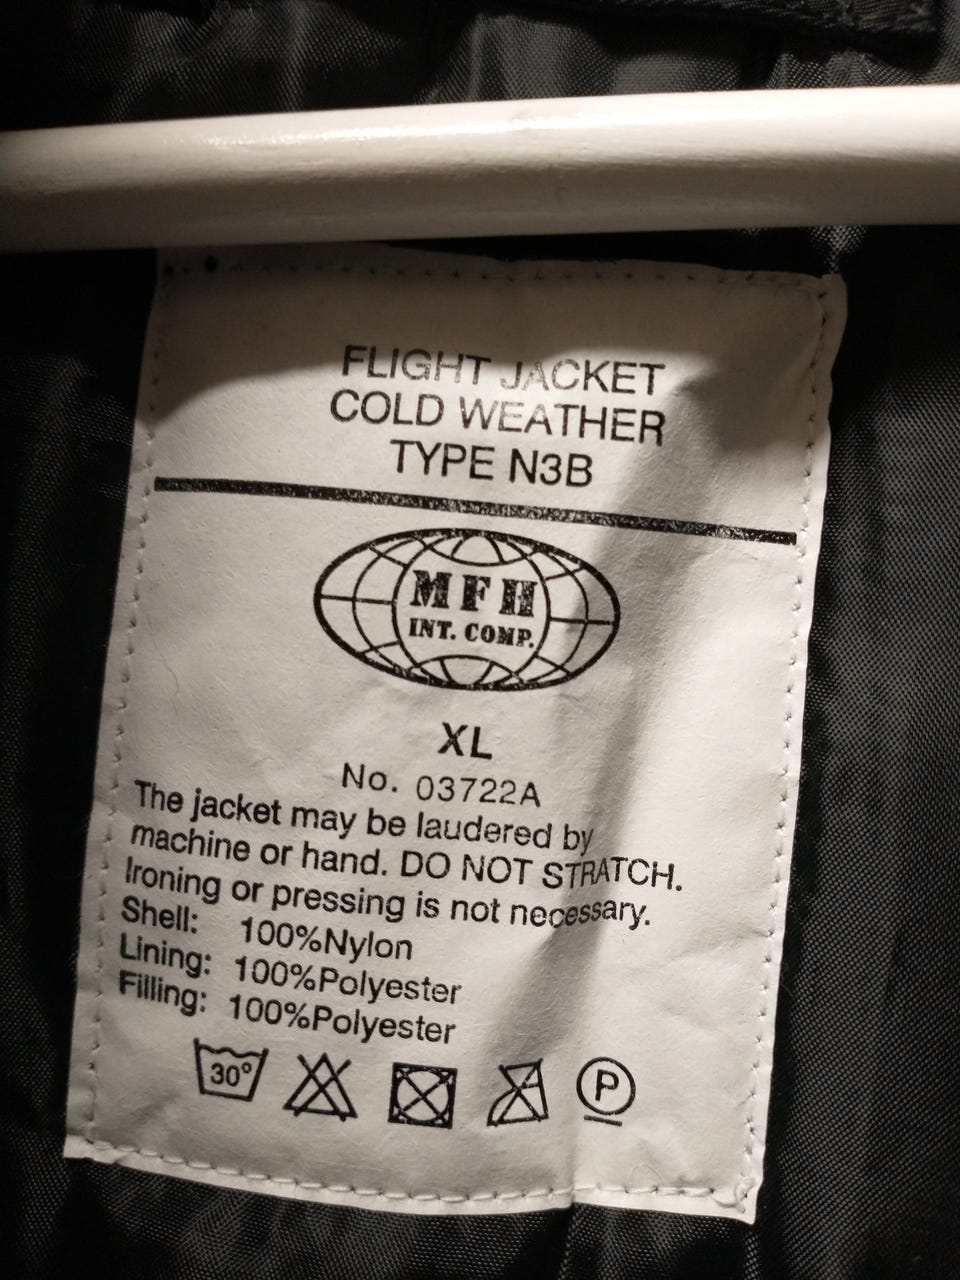 FLIGHT JACKET
COLD WEATHER
TYPE N3B
MFH
INT. COMP.
XL
No. 03722A
The jacket may be laudered by
machine or hand. DO NOT STRATCH.
Ironing or pressing is not necessary.
Shell: 100%Nylon
Lining: 100%Polyester
Filling: 100%Polyester
30° P